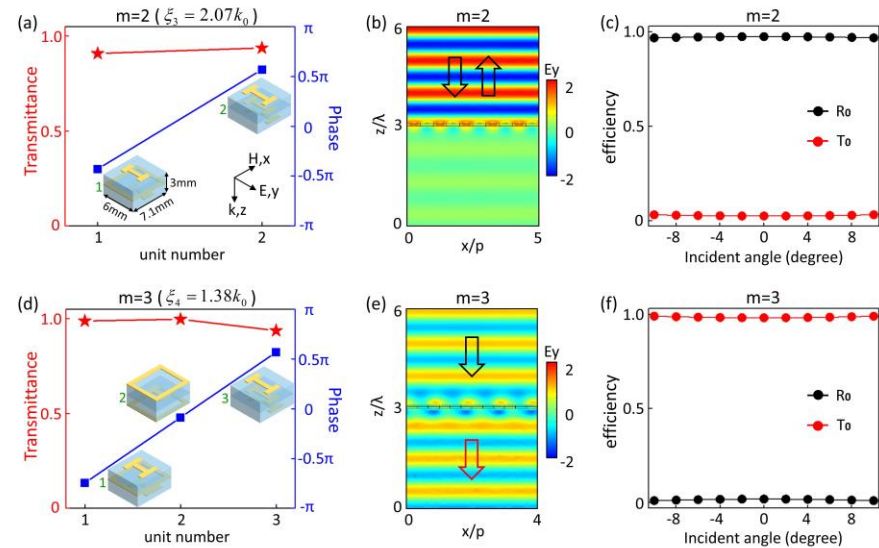 (a) m=2 ( ξ3 = 2.07k0 )
Transmittance
1.0
0.5
0
π
0.5π
0
-0.5π
-π
Phase
1
2
6mm
7.1mm
3mm
H,x
E,y
k,z
1 2
unit number
(b) m=2
z/λ
6
3
0
0 5
x/p
Ey
2
0
-2
(c) m=2
efficiency
1.0
0.5
0
R0
T0
-8 -4 0 4 8
Incident angle (degree)
(d) m=3 ( ξ4 = 1.38k0 )
Transmittance
1.0
0.5
0
π
0.5π
0
-0.5π
-π
Phase
1
2
3
1 2 3
unit number
(e) m=3
z/λ
6
3
0
0 4
x/p
Ey
2
0
-2
(f) m=3
efficiency
1.0
0.5
0
R0
T0
-8 -4 0 4 8
Incident angle (degree)